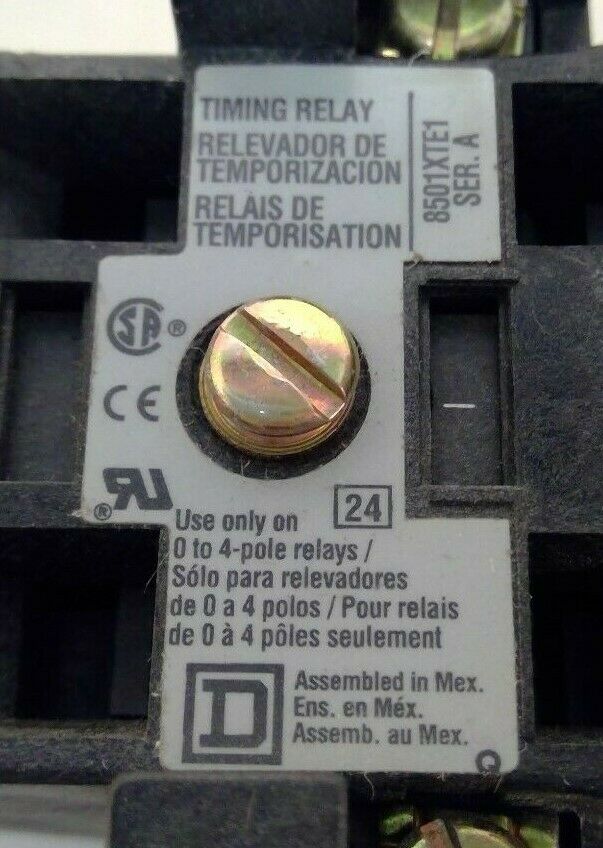 TIMING RELAY
RELEVADOR DE
TEMPORIZACION
RELAIS DE
TEMPORISATION
8501XTE1
SER. A
SA ®
CE
®RU
24
Use only on
0 to 4-pole relays /
Sólo para relevadores
de 0 a 4 polos / Pour relais
de 0 à 4 pôles seulement
D
Assembled in Mex.
Ens. en Méx.
Assemb. au Mex.
Q